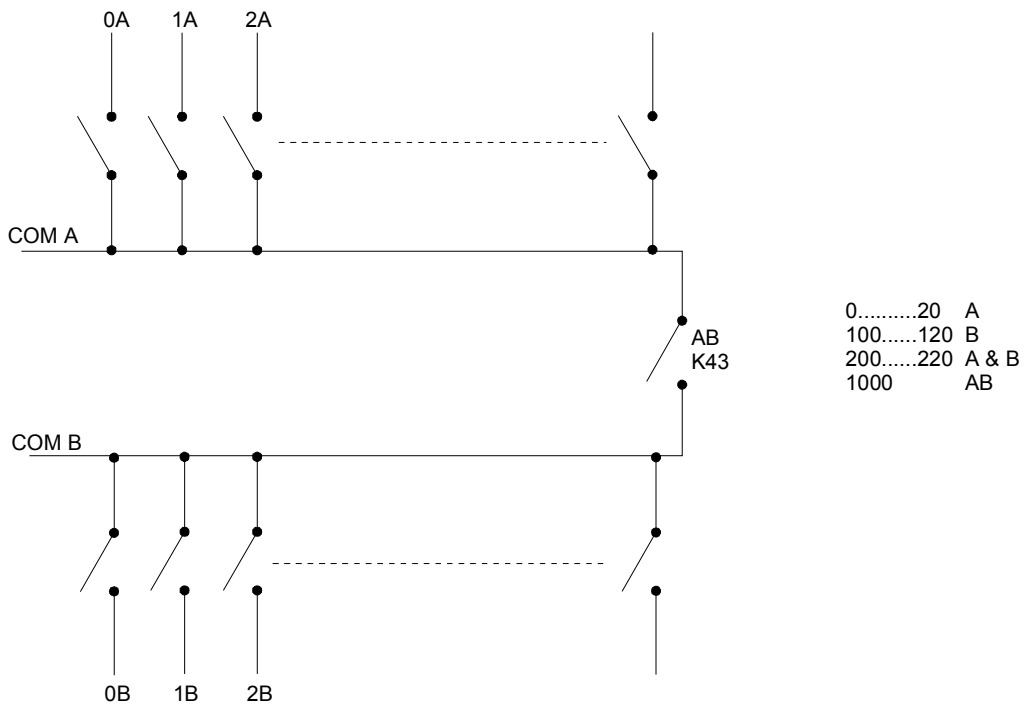 0A 1A 2A
COM A
AB
K43
0..........20 A
100......120 B
200......220 A & B
1000 AB
COM B
0B 1B 2B